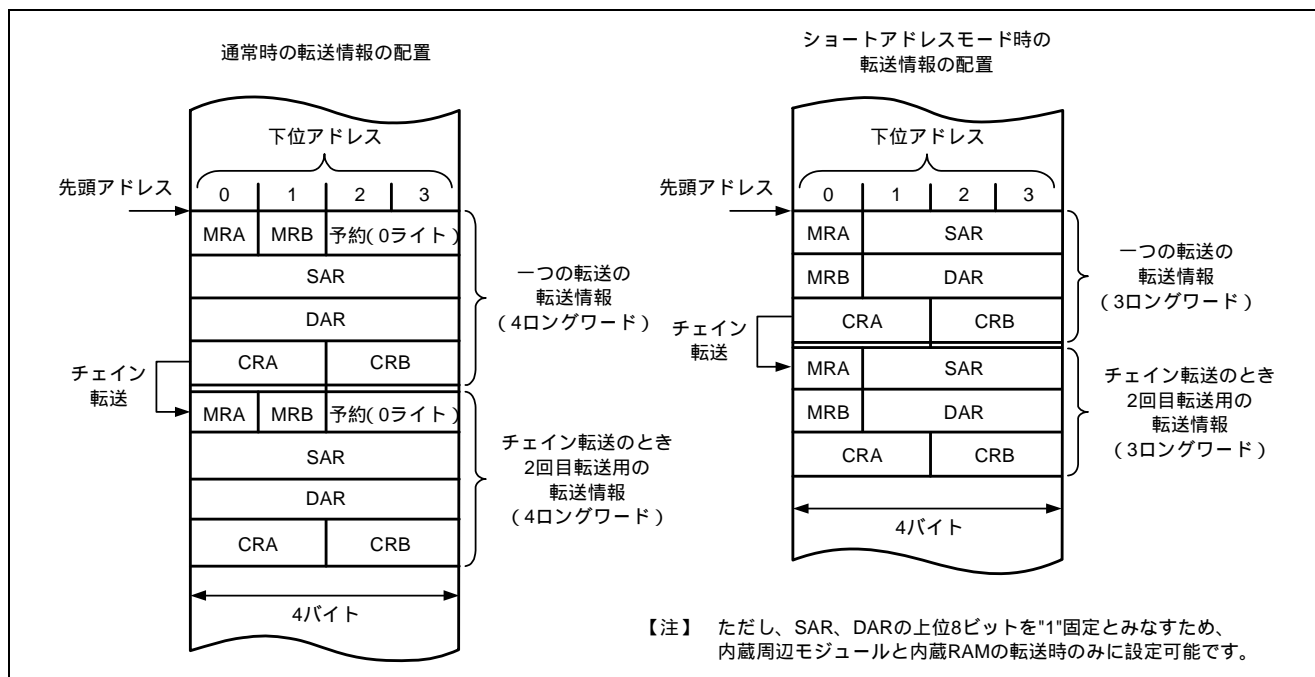 通常時の転送情報の配置
下位アドレス
先頭アドレス
0 1 2 3
MRA MRB 予約(0ライト)
SAR
DAR
CRA CRB
一つの転送の
転送情報
(4ロングワード)
チェイン
転送
MRA MRB 予約(0ライト)
SAR
DAR
CRA CRB
チェイン転送のとき
2回目転送用の
転送情報
(4ロングワード)
4バイト
ショートアドレスモード時の
転送情報の配置
下位アドレス
先頭アドレス
0 1 2 3
MRA SAR
MRB DAR
CRA CRB
一つの転送の
転送情報
(3ロングワード)
チェイン
転送
MRA SAR
MRB DAR
CRA CRB
チェイン転送のとき
2回目転送用の
転送情報
(3ロングワード)
4バイト
【注】 ただし、SAR、DARの上位8ビットを"1"固定とみなすため、
内蔵周辺モジュールと内蔵RAMの転送時のみに設定可能です。